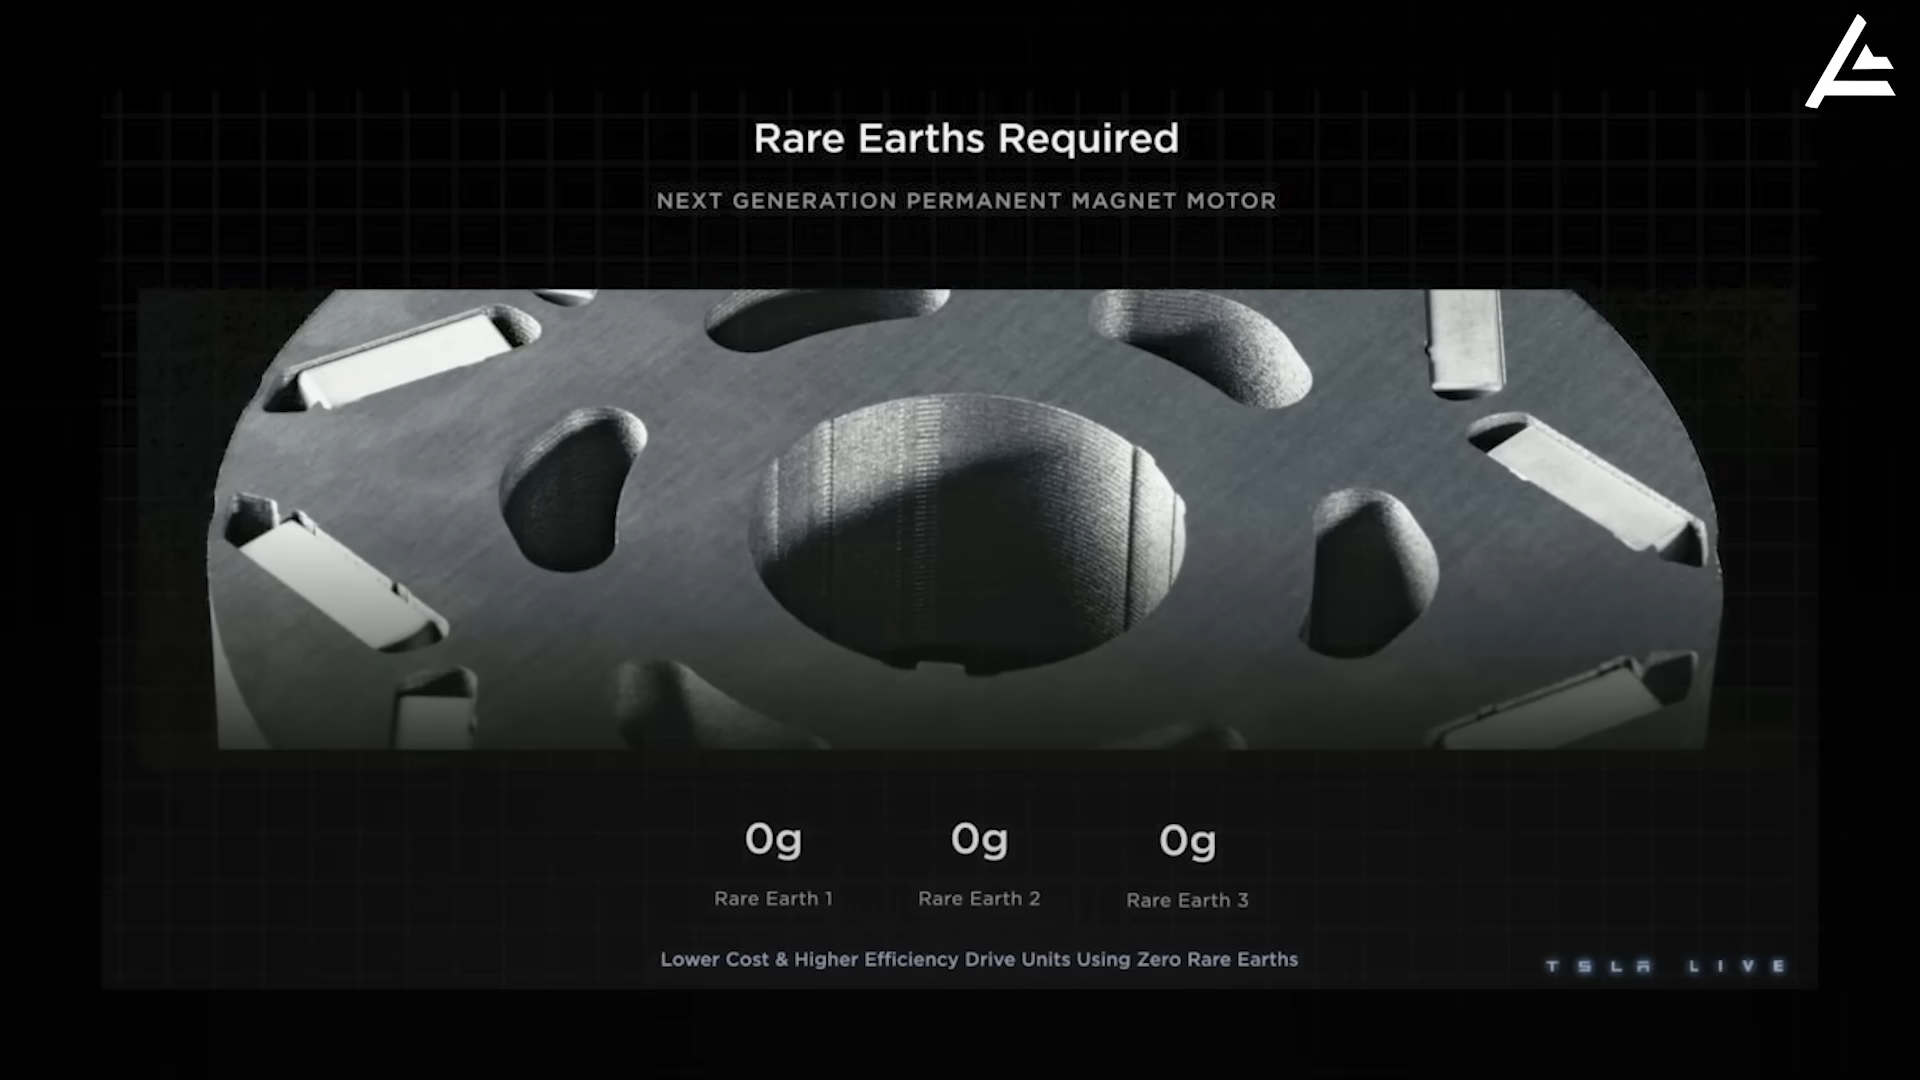 Rare Earths Required
NEXT GENERATION PERMANENT MAGNET MOTOR
0g 0g 0g
Rare Earth 1 Rare Earth 2 Rare Earth 3
Lower Cost & Higher Efficiency Drive Units Using Zero Rare Earths
TSLA LIVE